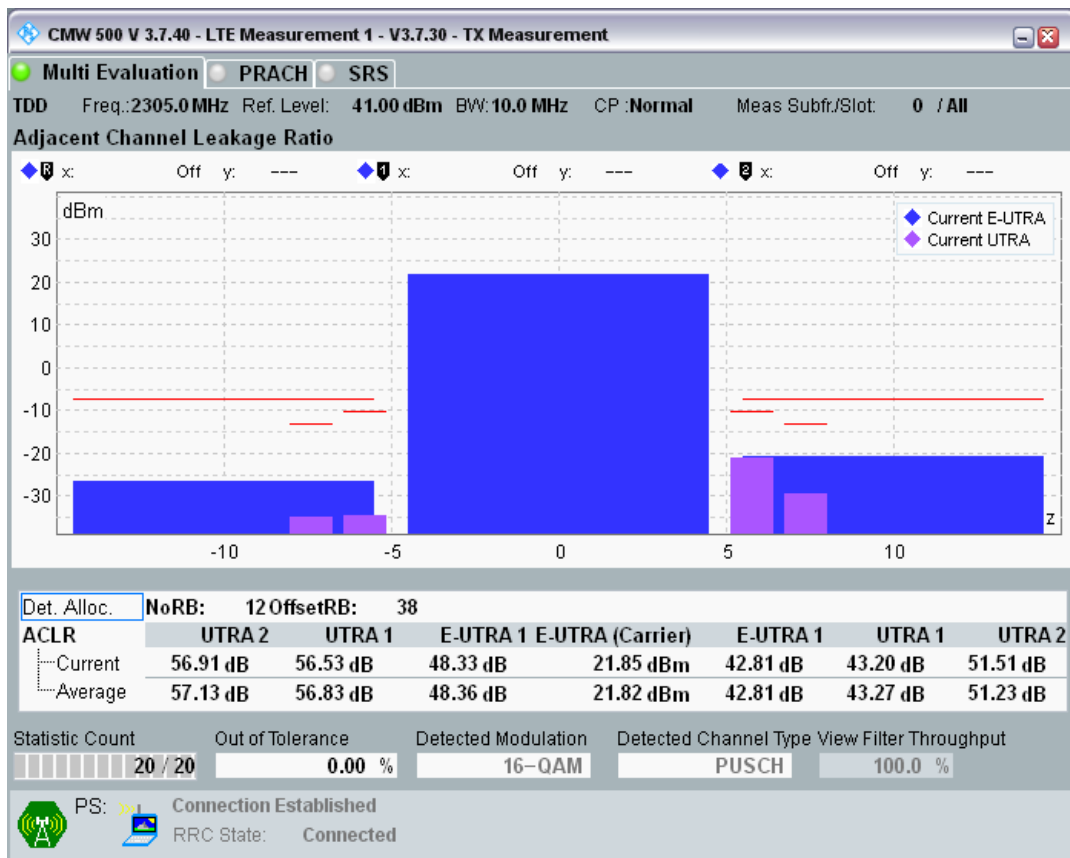 CMW 500 V 3.7.40 - LTE Measurement 1 - V3.7.30 - TX Measurement
Multi Evaluation PRACH SRS
TDD Freq.:2305.0 MHz Ref. Level: 41.00 dBm BW: 10.0 MHz CP :Normal Meas Subfr./Slot: 0 / All
Adjacent Channel Leakage Ratio
R x: Off y: --- 1 x: Off y: --- 2 x: Off y: ---
dBm
Current E-UTRA
Current UTRA
30
20
10
0
-10
-20
-30
z
-10 -5 0 5 10
Det. Alloc. NoRB: 12 OffsetRB: 38
ACLR UTRA 2 UTRA 1 E-UTRA 1 E-UTRA (Carrier) E-UTRA 1 UTRA 1 UTRA 2
Current 56.91 dB 56.53 dB 48.33 dB 21.85 dBm 42.81 dB 43.20 dB 51.51 dB
Average 57.13 dB 56.83 dB 48.36 dB 21.82 dBm 42.81 dB 43.27 dB 51.23 dB
Statistic Count Out of Tolerance Detected Modulation Detected Channel Type View Filter Throughput
20 / 20 0.00 % 16-QAM PUSCH 100.0 %
PS: Connection Established
RRC State: Connected